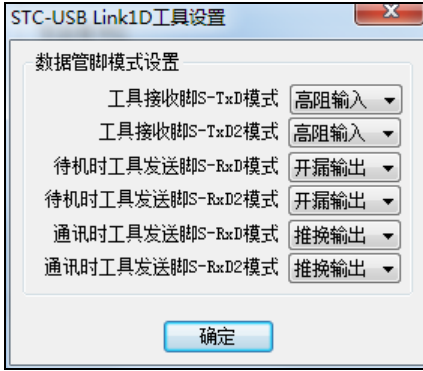 STC-USB Link1D工具设置
数据管脚模式设置
工具接收脚S-TxD模式 高阻输入
工具接收脚S-TxD2模式 高阻输入
待机时工具发送脚S-RxD模式 开漏输出
待机时工具发送脚S-RxD2模式 开漏输出
通讯时工具发送脚S-RxD模式 推挽输出
通讯时工具发送脚S-RxD2模式 推挽输出
确定